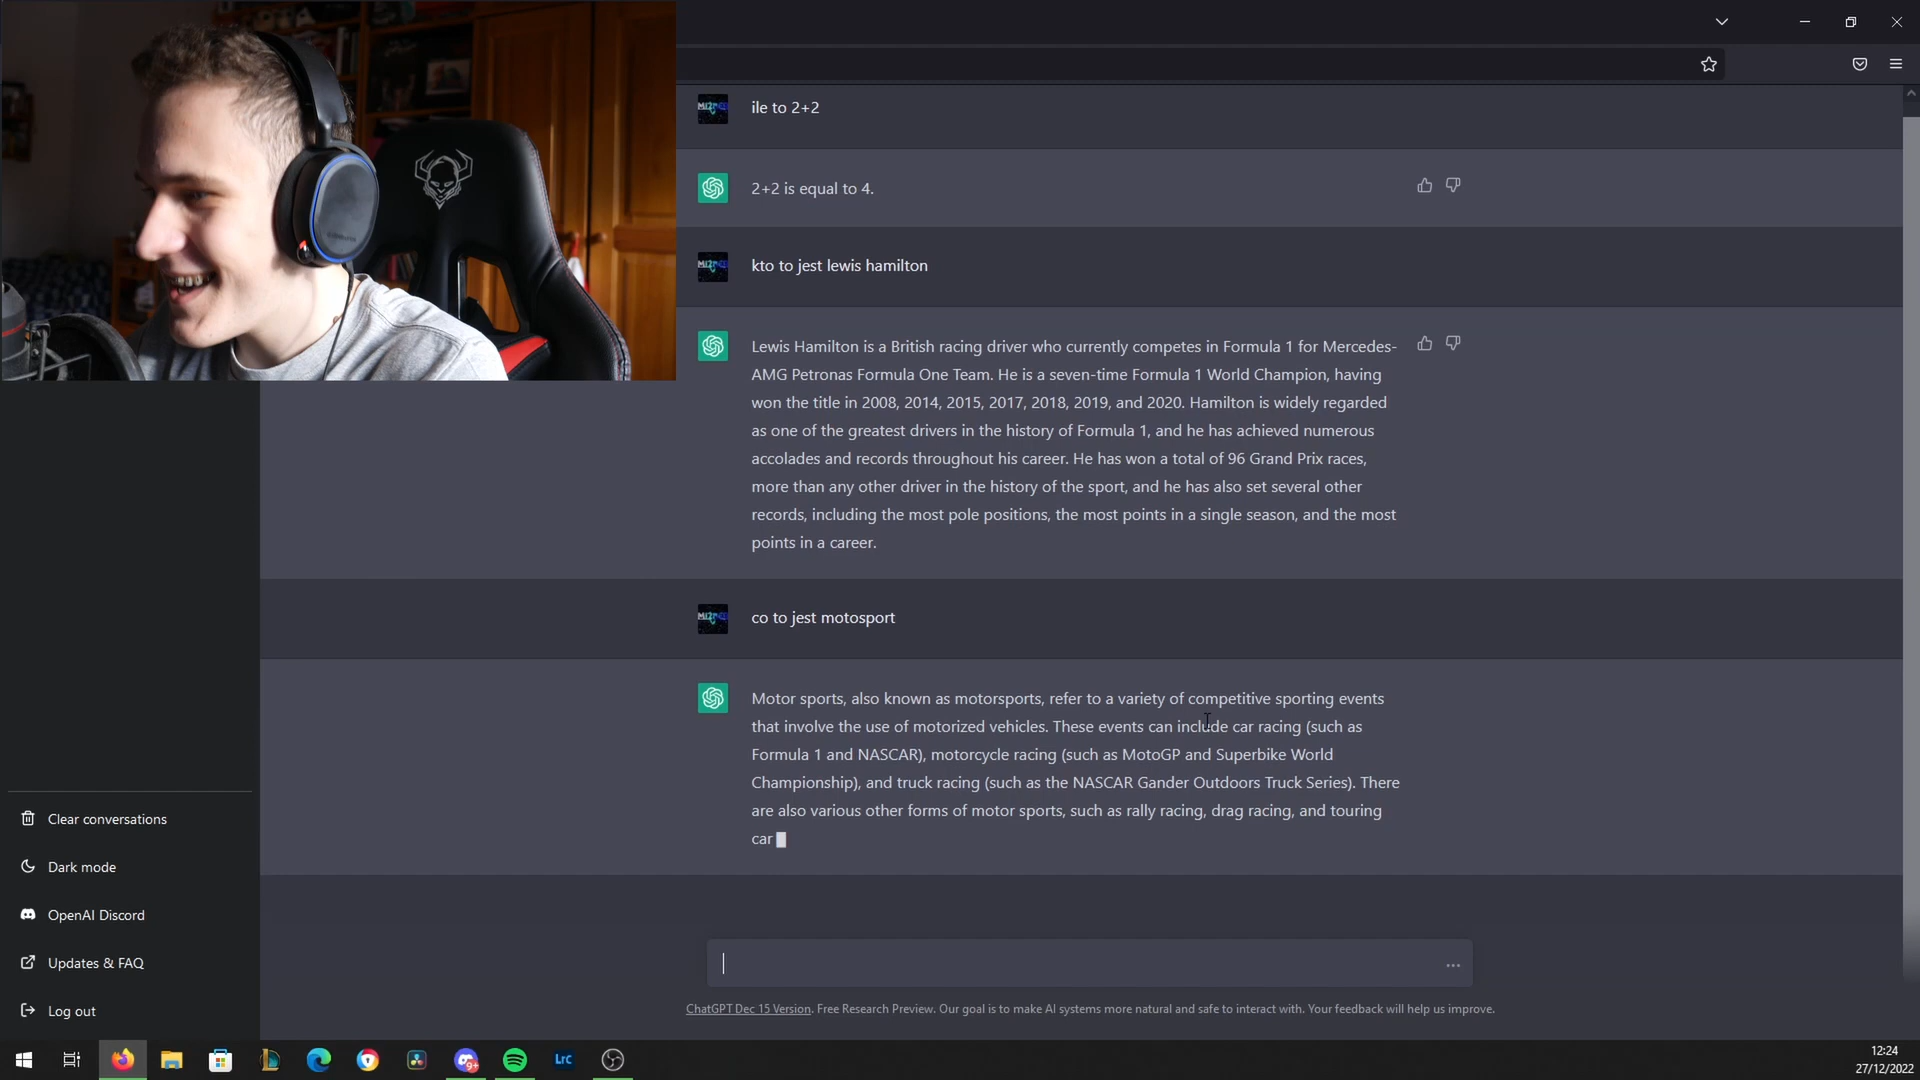 ile to 2+2
2+2 is equal to 4.
kto to jest lewis hamilton
Lewis Hamilton is a British racing driver who currently competes in Formula 1 for Mercedes-
AMG Petronas Formula One Team. He is a seven-time Formula 1 World Champion, having
won the title in 2008, 2014, 2015, 2017, 2018, 2019, and 2020. Hamilton is widely regarded
as one of the greatest drivers in the history of Formula 1, and he has achieved numerous
accolades and records throughout his career. He has won a total of 96 Grand Prix races,
more than any other driver in the history of the sport, and he has also set several other
records, including the most pole positions, the most points in a single season, and the most
points in a career.
co to jest motosport
Motor sports, also known as motorsports, refer to a variety of competitive sporting events
that involve the use of motorized vehicles. These events can include car racing (such as
Formula 1 and NASCAR), motorcycle racing (such as MotoGP and Superbike World
Championship), and truck racing (such as the NASCAR Gander Outdoors Truck Series). There
are also various other forms of motor sports, such as rally racing, drag racing, and touring
car
Clear conversations
Dark mode
OpenAI Discord
Updates & FAQ
Log out
ChatGPT Dec 15 Version. Free Research Preview. Our goal is to make AI systems more natural and safe to interact with. Your feedback will help us improve.
9+
LrC
12:24
27/12/2022